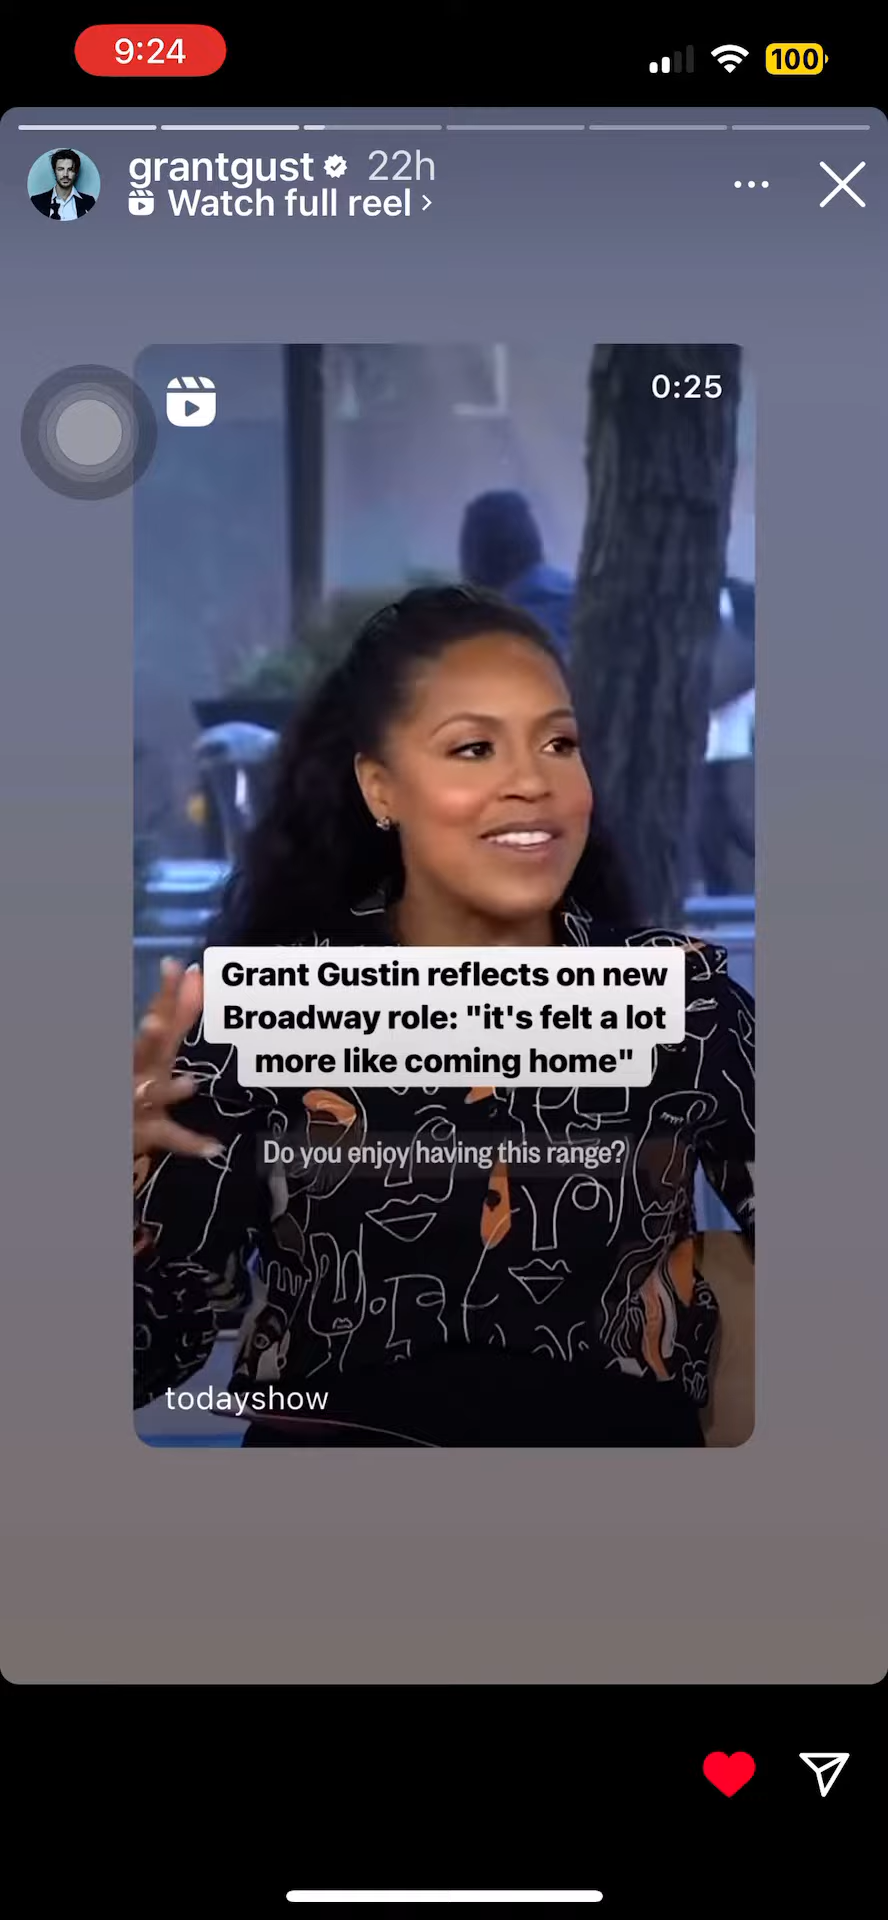 9:24
100
grantgust 22h
Watch full reel
0:25
Grant Gustin reflects on new
Broadway role: "it's felt a lot
more like coming home"
Do you enjoy having this range?
todayshow